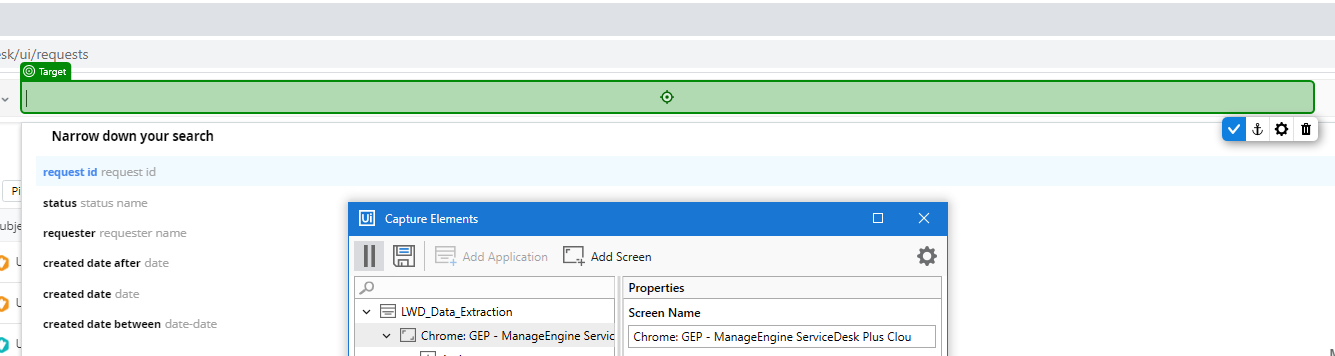 esk/ui/requests
Target
Narrow down your search
request id request id
Pi
status status name
ubje
requester requester name
created date after date
created date date
created date between date-date
Ui Capture Elements
Add Application Add Screen
Properties
LWD_Data_Extraction
Screen Name
Chrome: GEP - ManageEngine Servic
Chrome: GEP - ManageEngine ServiceDesk Plus Clou